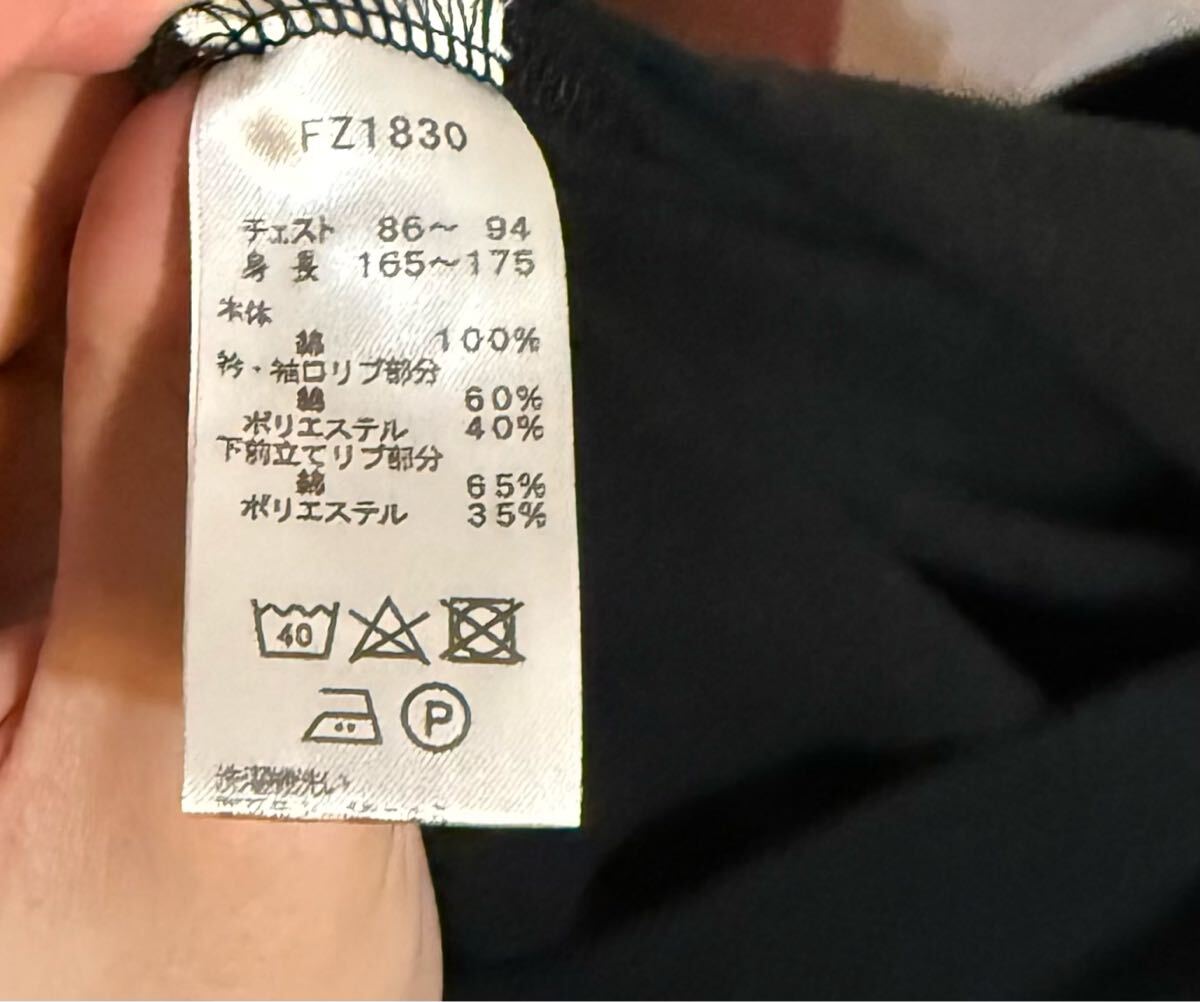 FZ1830
チェスト 86〜 94
身 長 165〜175
本体
綿 100%
衿・袖口リブ部分
綿 60%
ポリエステル 40%
下前立てリブ部分
綿 65%
ポリエステル 35%
40
P